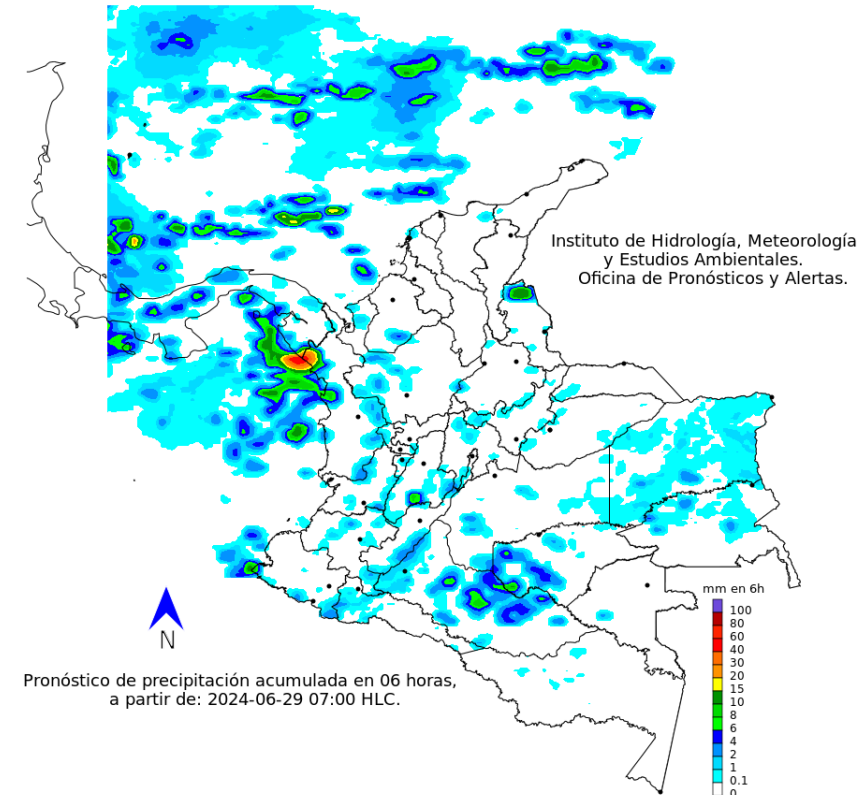 Instituto de Hidrología, Meteorología
y Estudios Ambientales.
Oficina de Pronósticos y Alertas.
N
Pronóstico de precipitación acumulada en 06 horas,
a partir de: 2024-06-29 07:00 HLC.
mm en 6h
100
80
60
40
30
20
15
10
8
6
4
2
1
0.1
0